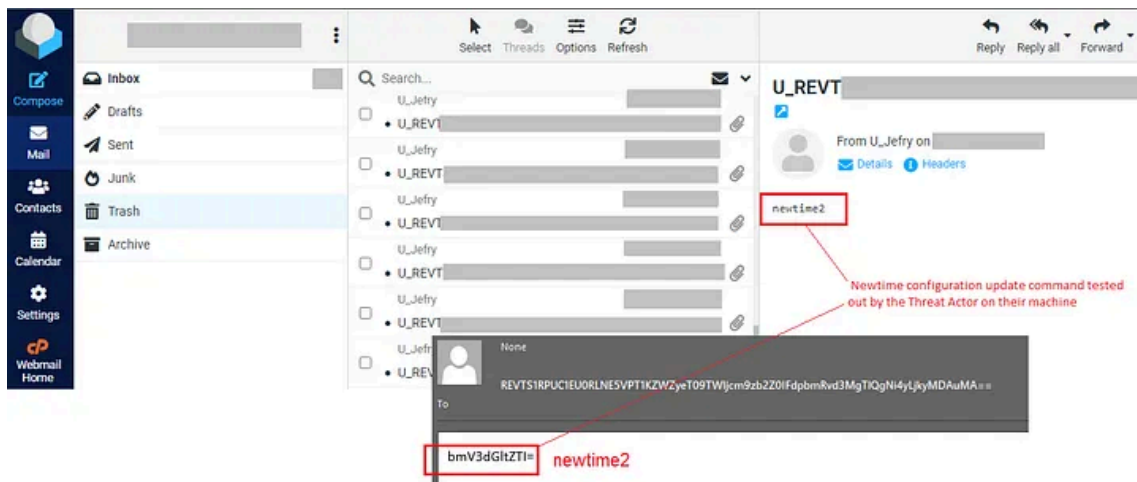 Select Threads Options Refresh
Reply Reply all Forward
Compose
Mail
Contacts
Calendar
Settings
cP
Webmail
Home
Inbox
Drafts
Sent
Junk
Trash
Archive
Search...
U_Jefry
U_REVT
U_Jefry
U_REVT
U_Jefry
U_REVT
U_Jefry
U_REVT
U_Jefry
U_REVT
U_Jefr
U_REV
U_REVT
From U_Jefry on
Details Headers
newtime2
Newtime configuration update command tested
out by the Threat Actor on their machine
None
REVTS1RPUC1EU0RLNE5VPT1KZWZyeT09TWljcm9zb2Z0IFdpbmRvd3MgTlQgNi4yLjkyMDAuMA==
To
bmV3dGltZTI=
newtime2